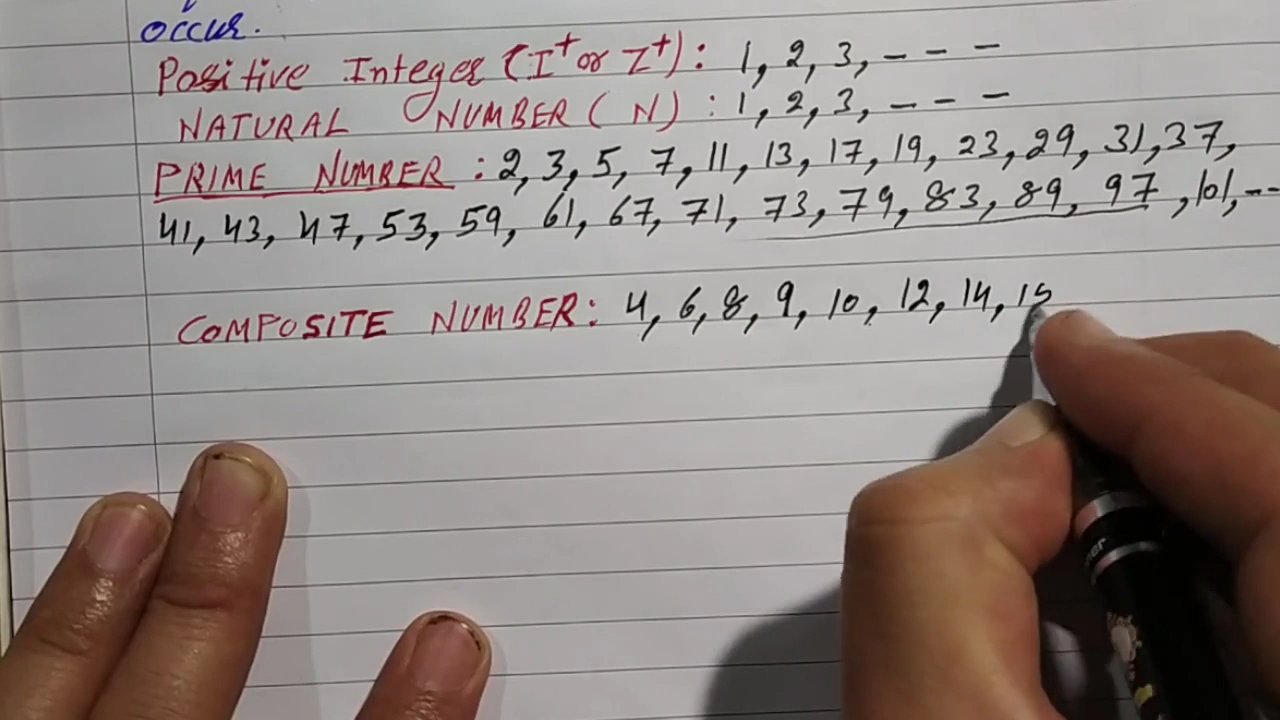 occur.
Positive Integer (I+ or Z+) : 1, 2, 3, - - -
NATURAL NUMBER (N) : 1, 2, 3, - - -
PRIME NUMBER : 2, 3, 5, 7, 11, 13, 17, 19, 23, 29, 31, 37,
41, 43, 47, 53, 59, 61, 67, 71, 73, 79, 83, 89, 97, 101, --
COMPOSITE NUMBER : 4, 6, 8, 9, 10, 12, 14, 15